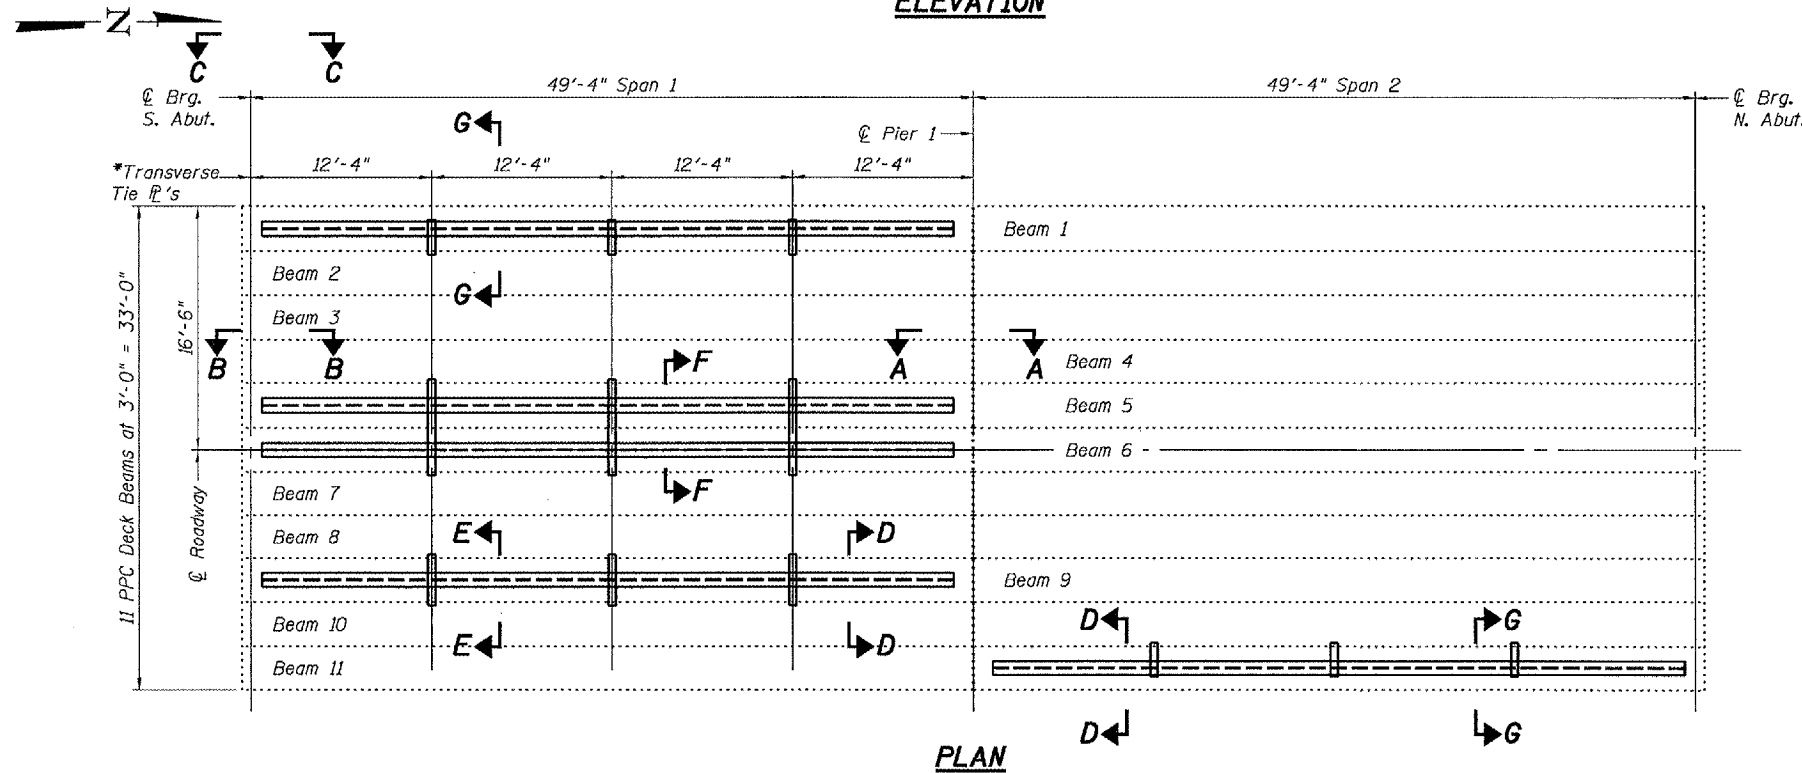 ELEVATION
N
C C
49'-4" Span 1
49'-4" Span 2
℄ Brg.
S. Abut.
℄ Brg.
N. Abut.
G
℄ Pier 1
*Transverse
Tie ℙL's
12'-4" 12'-4" 12'-4" 12'-4"
Beam 1
Beam 2
G
Beam 3
B B
A A
F
Beam 4
Beam 5
Beam 6
16'-6"
11 PPC Deck Beams at 3'-0" = 33'-0"
℄ Roadway
Beam 7
F
E
D
Beam 8
Beam 9
Beam 10
E
D
D
G
Beam 11
D
G
PLAN